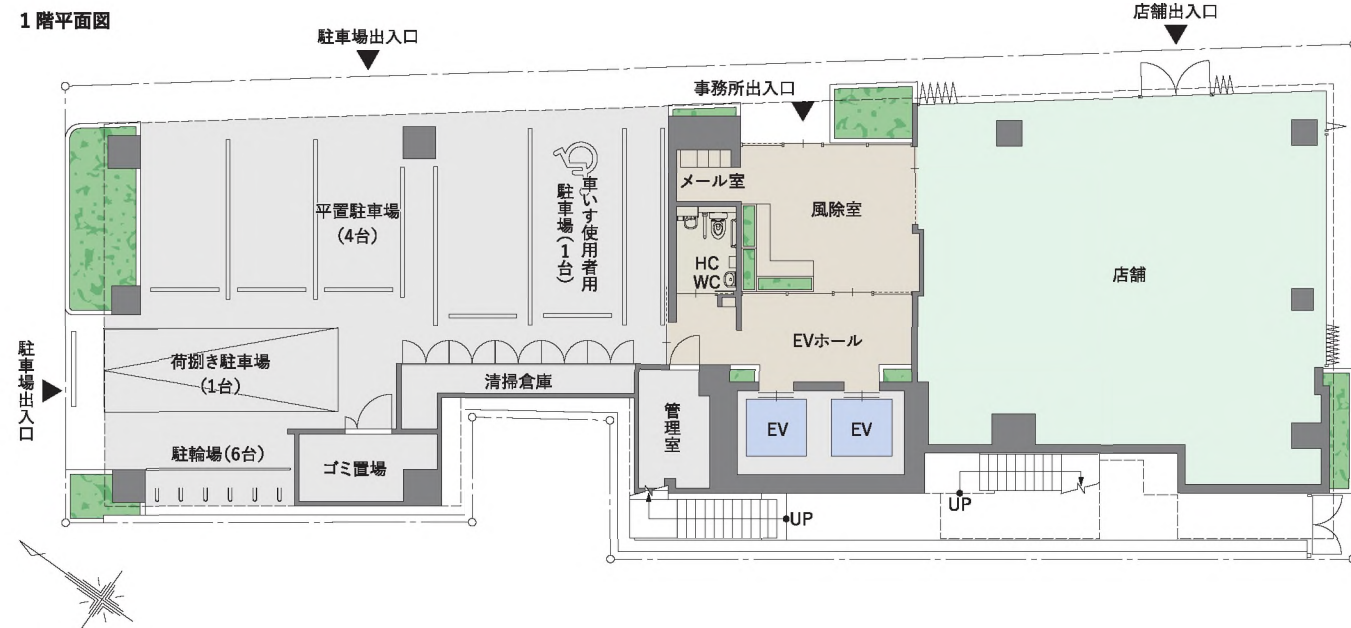 1階平面図
店舗出入口
駐車場出入口
事務所出入口
メール室
風除室
平置駐車場
(4台)
車いす使用者用
駐車場(1台)
HC
WC
店舗
EVホール
駐車場出入口
荷捌き駐車場
(1台)
清掃倉庫
管理室
EV
EV
駐輪場(6台)
ゴミ置場
UP
UP